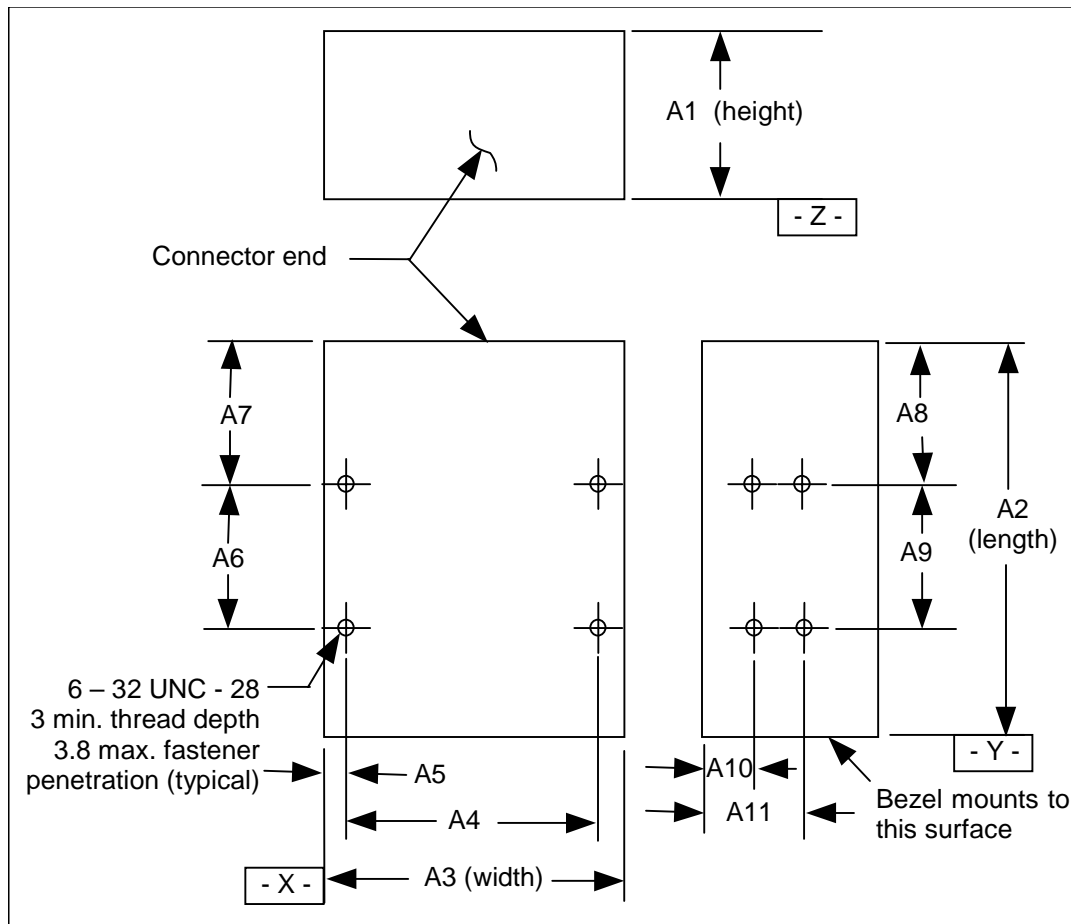 A1 (height)
- Z -
Connector end
A7
A8
A6
A9
A2
(length)
6 – 32 UNC - 28
3 min. thread depth
3.8 max. fastener
penetration (typical)
A5
A10
- Y -
A4
A11
Bezel mounts to
this surface
- X -
A3 (width)